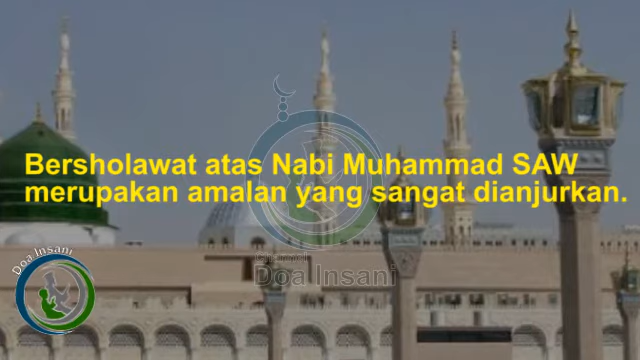 Bersholawat atas Nabi Muhammad SAW
merupakan amalan yang sangat dianjurkan.
Doa Insani
Doa Insani